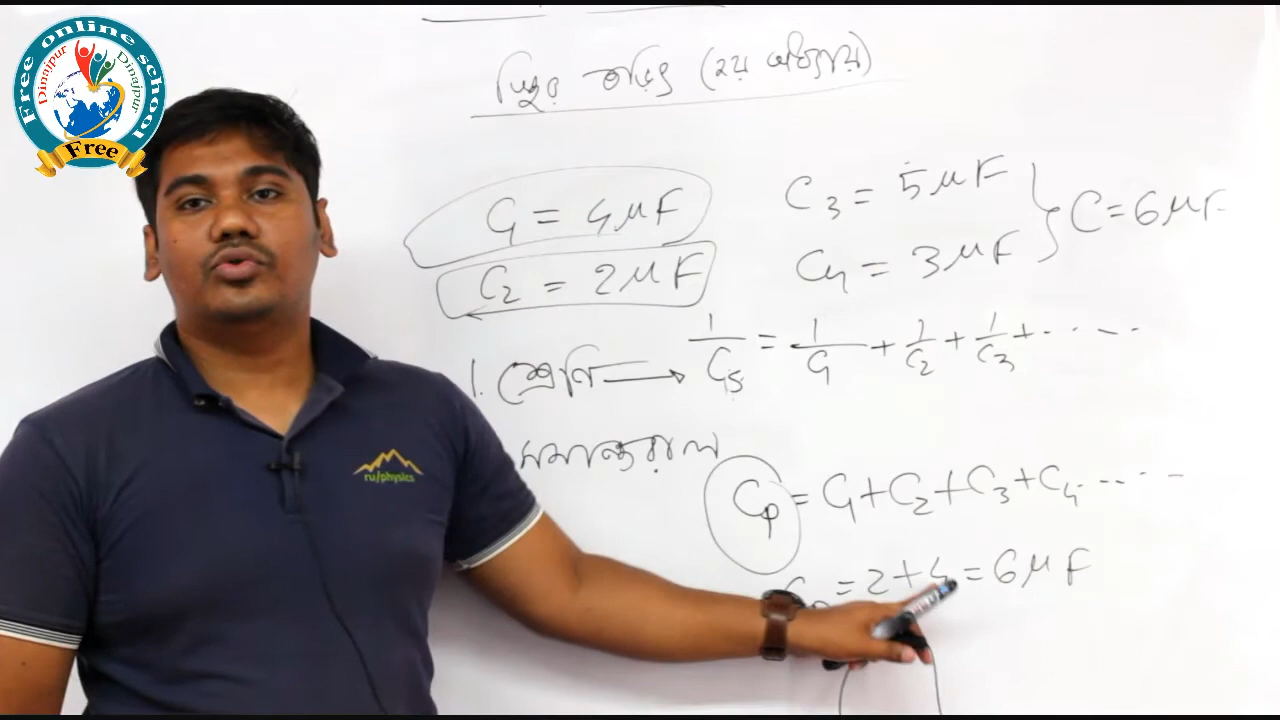 Free online school
Dinajpur
Dinajpur
Free
স্থির তড়িৎ (২য় অধ্যায়)
C₁ = 4μF
C₂ = 2μF
C₃ = 5μF
C₄ = 3μF
C = 6μF
1. শ্রেণি → 1/Cₛ = 1/C₁ + 1/C₂ + 1/C₃ + .....
সমান্তরাল
Cₚ = C₁ + C₂ + C₃ + C₄ .....
Cₚ = 2 + 4 = 6μF
ru/physics